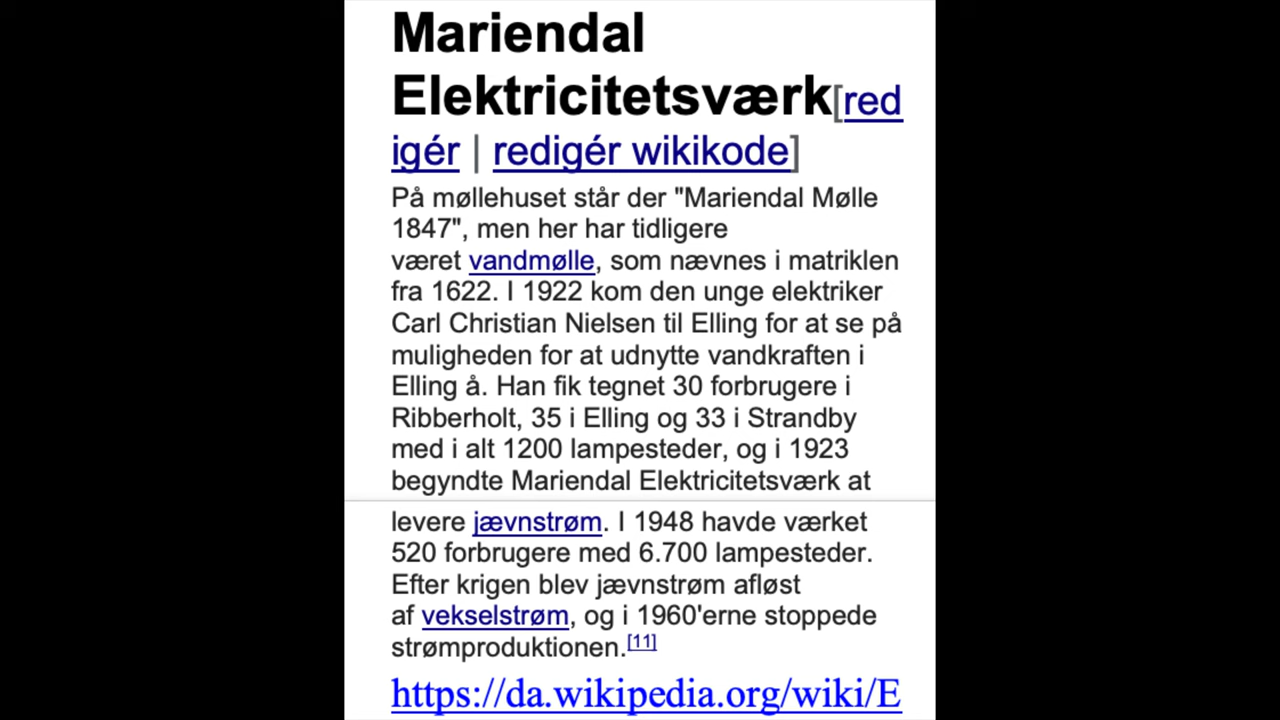 Mariendal
Elektricitetsværk[red
igér | redigér wikikode]
På møllehuset står der "Mariendal Mølle
1847", men her har tidligere
været vandmølle, som nævnes i matriklen
fra 1622. I 1922 kom den unge elektriker
Carl Christian Nielsen til Elling for at se på
muligheden for at udnytte vandkraften i
Elling å. Han fik tegnet 30 forbrugere i
Ribberholt, 35 i Elling og 33 i Strandby
med i alt 1200 lampesteder, og i 1923
begyndte Mariendal Elektricitetsværk at
levere jævnstrøm. I 1948 havde værket
520 forbrugere med 6.700 lampesteder.
Efter krigen blev jævnstrøm afløst
af vekselstrøm, og i 1960'erne stoppede
strømproduktionen.[11]
https://da.wikipedia.org/wiki/E